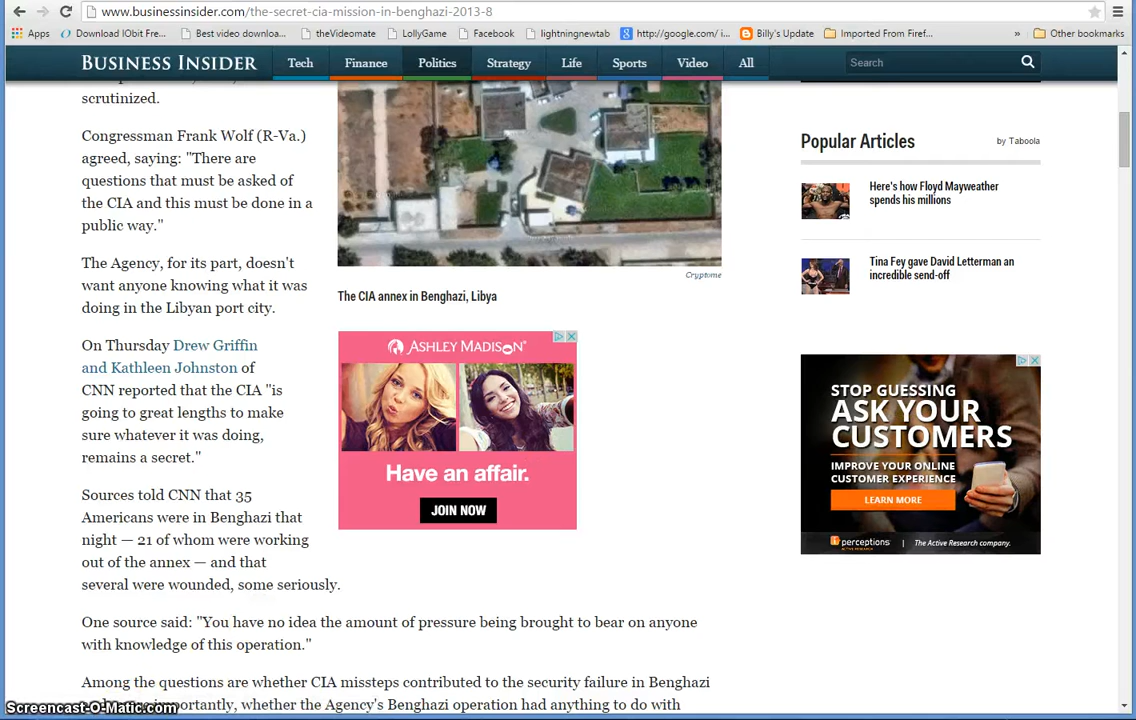 www.businessinsider.com/the-secret-cia-mission-in-benghazi-2013-8
Apps
Download IObit Fre...
Best video downloa...
theVideomate
LollyGame
Facebook
lightningnewtab
http://google.com/ i...
Billy's Update
Imported From Firef...
»
Other bookmarks
BUSINESS INSIDER
Tech
Finance
Politics
Strategy
Life
Sports
Video
All
Search
scrutinized.
Congressman Frank Wolf (R-Va.)
agreed, saying: "There are
questions that must be asked of
the CIA and this must be done in a
public way."
The Agency, for its part, doesn't
want anyone knowing what it was
doing in the Libyan port city.
On Thursday Drew Griffin
and Kathleen Johnston of
CNN reported that the CIA "is
going to great lengths to make
sure whatever it was doing,
remains a secret."
Sources told CNN that 35
Americans were in Benghazi that
night — 21 of whom were working
out of the annex — and that
several were wounded, some seriously.
One source said: "You have no idea the amount of pressure being brought to bear on anyone
with knowledge of this operation."
Among the questions are whether CIA missteps contributed to the security failure in Benghazi
importantly, whether the Agency's Benghazi operation had anything to do with
Cryptome
The CIA annex in Benghazi, Libya
ASHLEY MADISON®
Have an affair.
JOIN NOW
Popular Articles
by Taboola
Here's how Floyd Mayweather
spends his millions
Tina Fey gave David Letterman an
incredible send-off
STOP GUESSING
ASK YOUR
CUSTOMERS
IMPROVE YOUR ONLINE
CUSTOMER EXPERIENCE
LEARN MORE
iperceptions
ACTIVE RESEARCH
The Active Research company.
Screencast-O-Matic.com